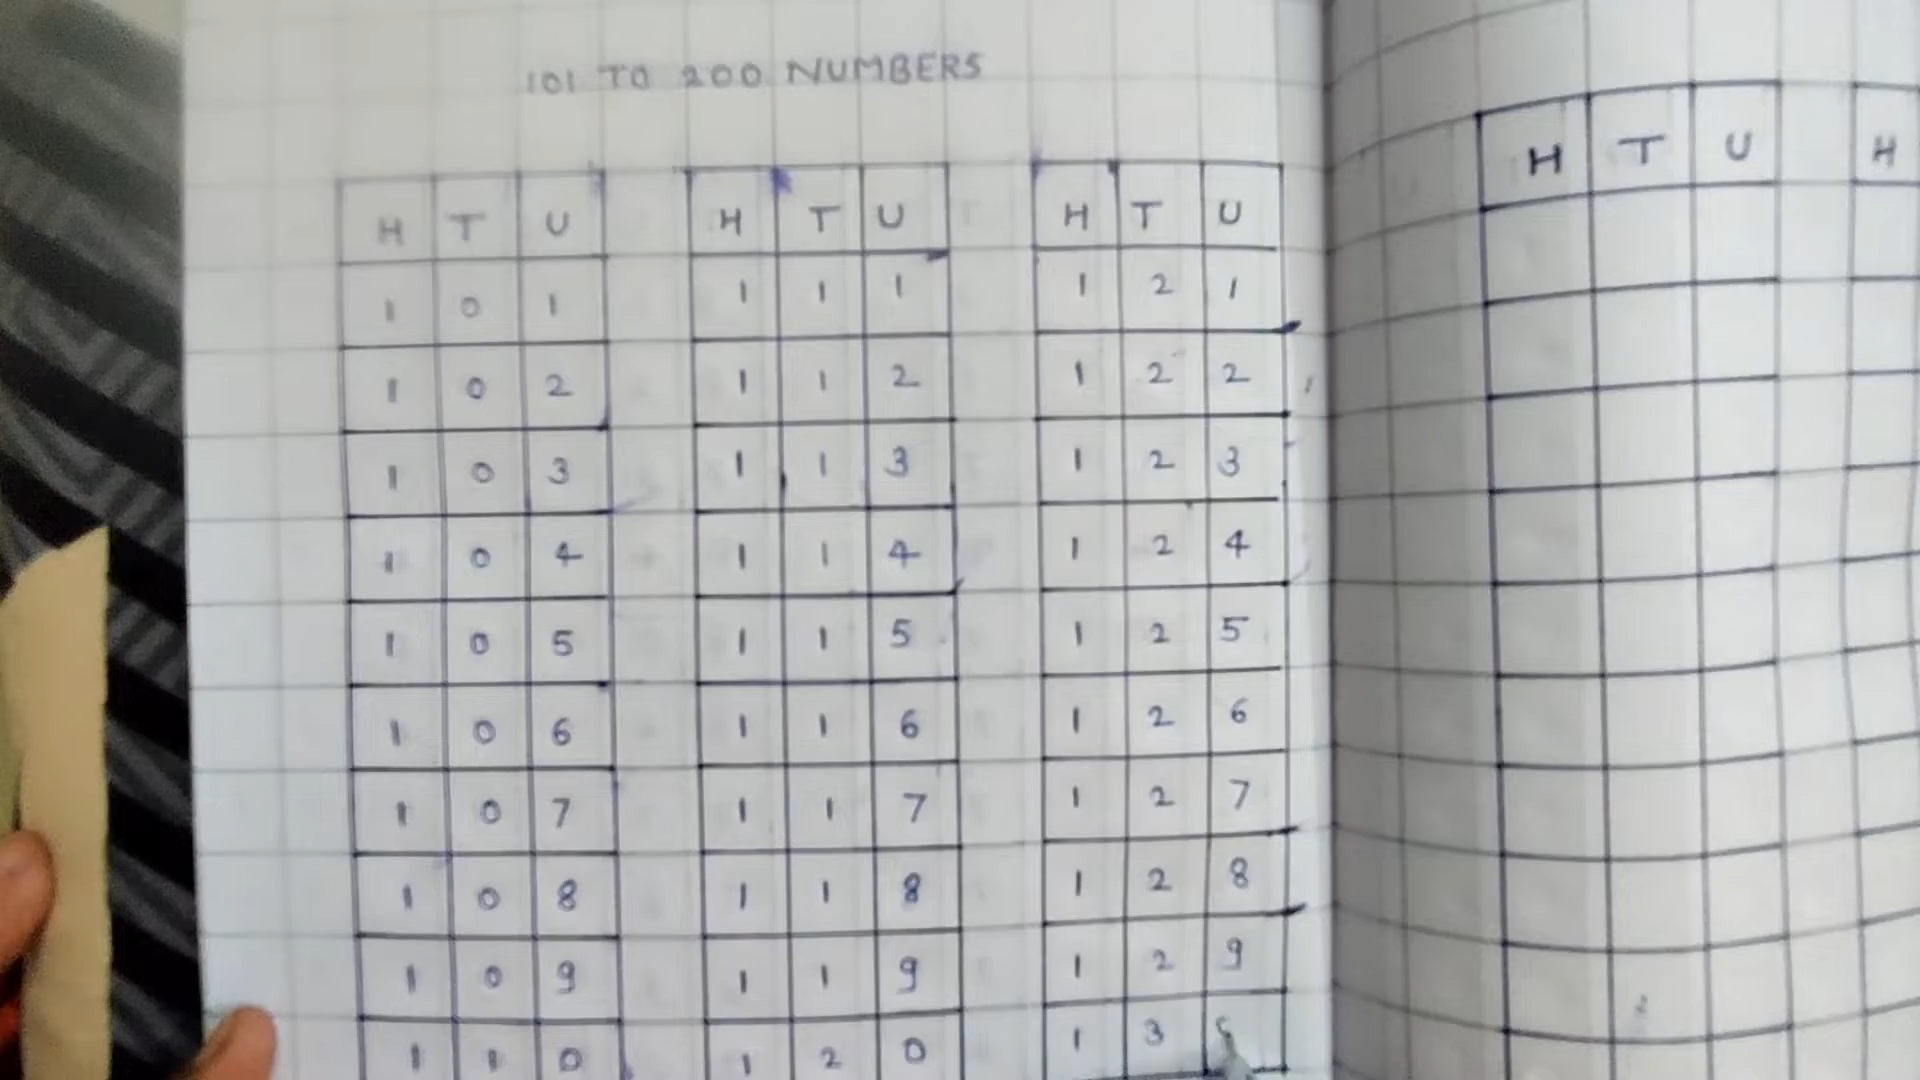 101 TO 200 NUMBERS
H T U H T U H T U H T U H
1 0 1 1 1 1 1 2 1
1 0 2 1 1 2 1 2 2
1 0 3 1 1 3 1 2 3
1 0 4 1 1 4 1 2 4
1 0 5 1 1 5 1 2 5
1 0 6 1 1 6 1 2 6
1 0 7 1 1 7 1 2 7
1 0 8 1 1 8 1 2 8
1 0 9 1 1 9 1 2 9
1 1 0 1 2 0 1 3